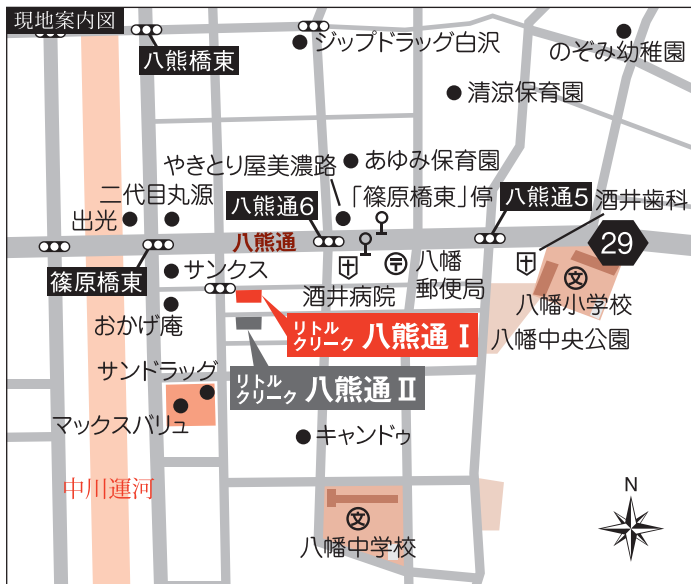 現地案内図
八熊橋東
ジップドラッグ白沢
のぞみ幼稚園
清涼保育園
やきとり屋美濃路
あゆみ保育園
二代目丸源
出光
八熊通6
「篠原橋東」停
八熊通5
酒井歯科
八熊通
29
篠原橋東
サンクス
酒井病院
〒
八幡
郵便局
文
八幡小学校
おかげ庵
リトル
クリーク 八熊通 I
八幡中央公園
サンドラッグ
リトル
クリーク 八熊通 II
マックスバリュ
キャンドゥ
中川運河
N
文
八幡中学校